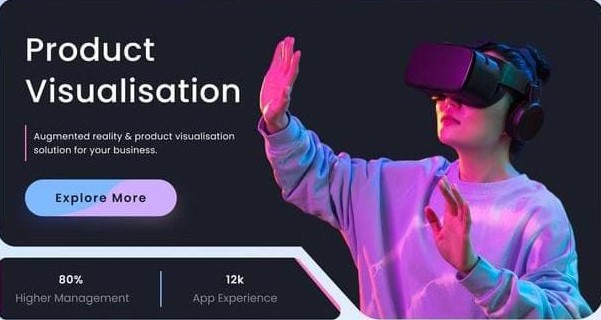 Product
Visualisation
Augmented reality & product visualisation
solution for your business.
Explore More
80%
Higher Management
12k
App Experience